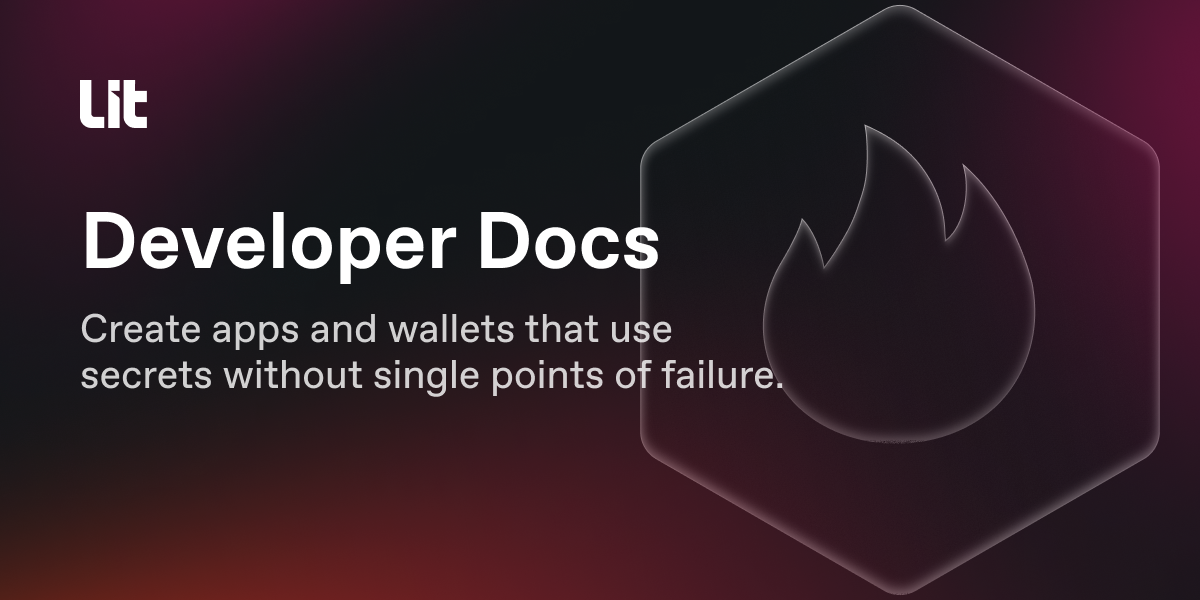 Lit
Developer Docs
Create apps and wallets that use
secrets without single points of failure.